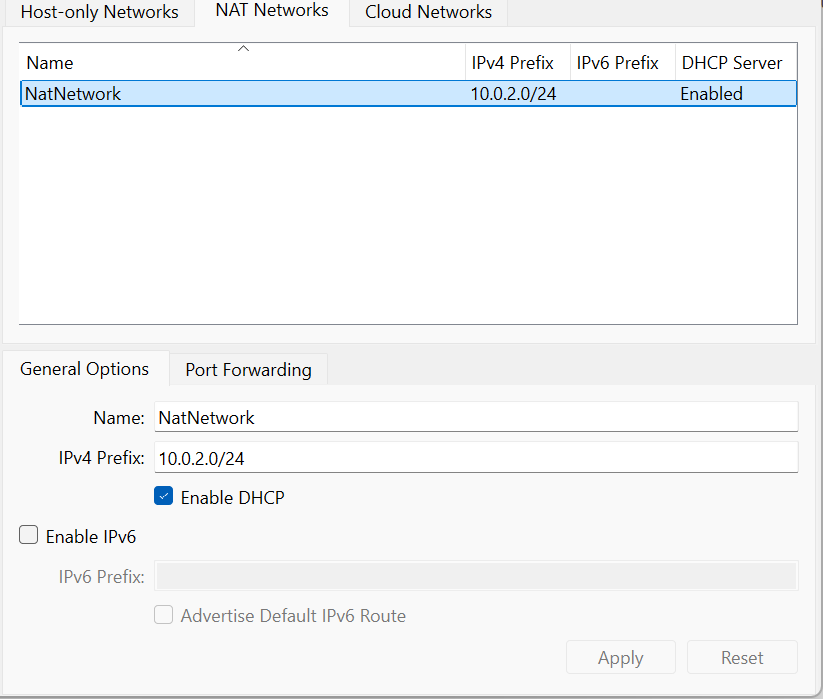 Host-only Networks NAT Networks Cloud Networks
Name IPv4 Prefix IPv6 Prefix DHCP Server
NatNetwork 10.0.2.0/24 Enabled
General Options Port Forwarding
Name: NatNetwork
IPv4 Prefix: 10.0.2.0/24
Enable DHCP
Enable IPv6
IPv6 Prefix:
Advertise Default IPv6 Route
Apply Reset